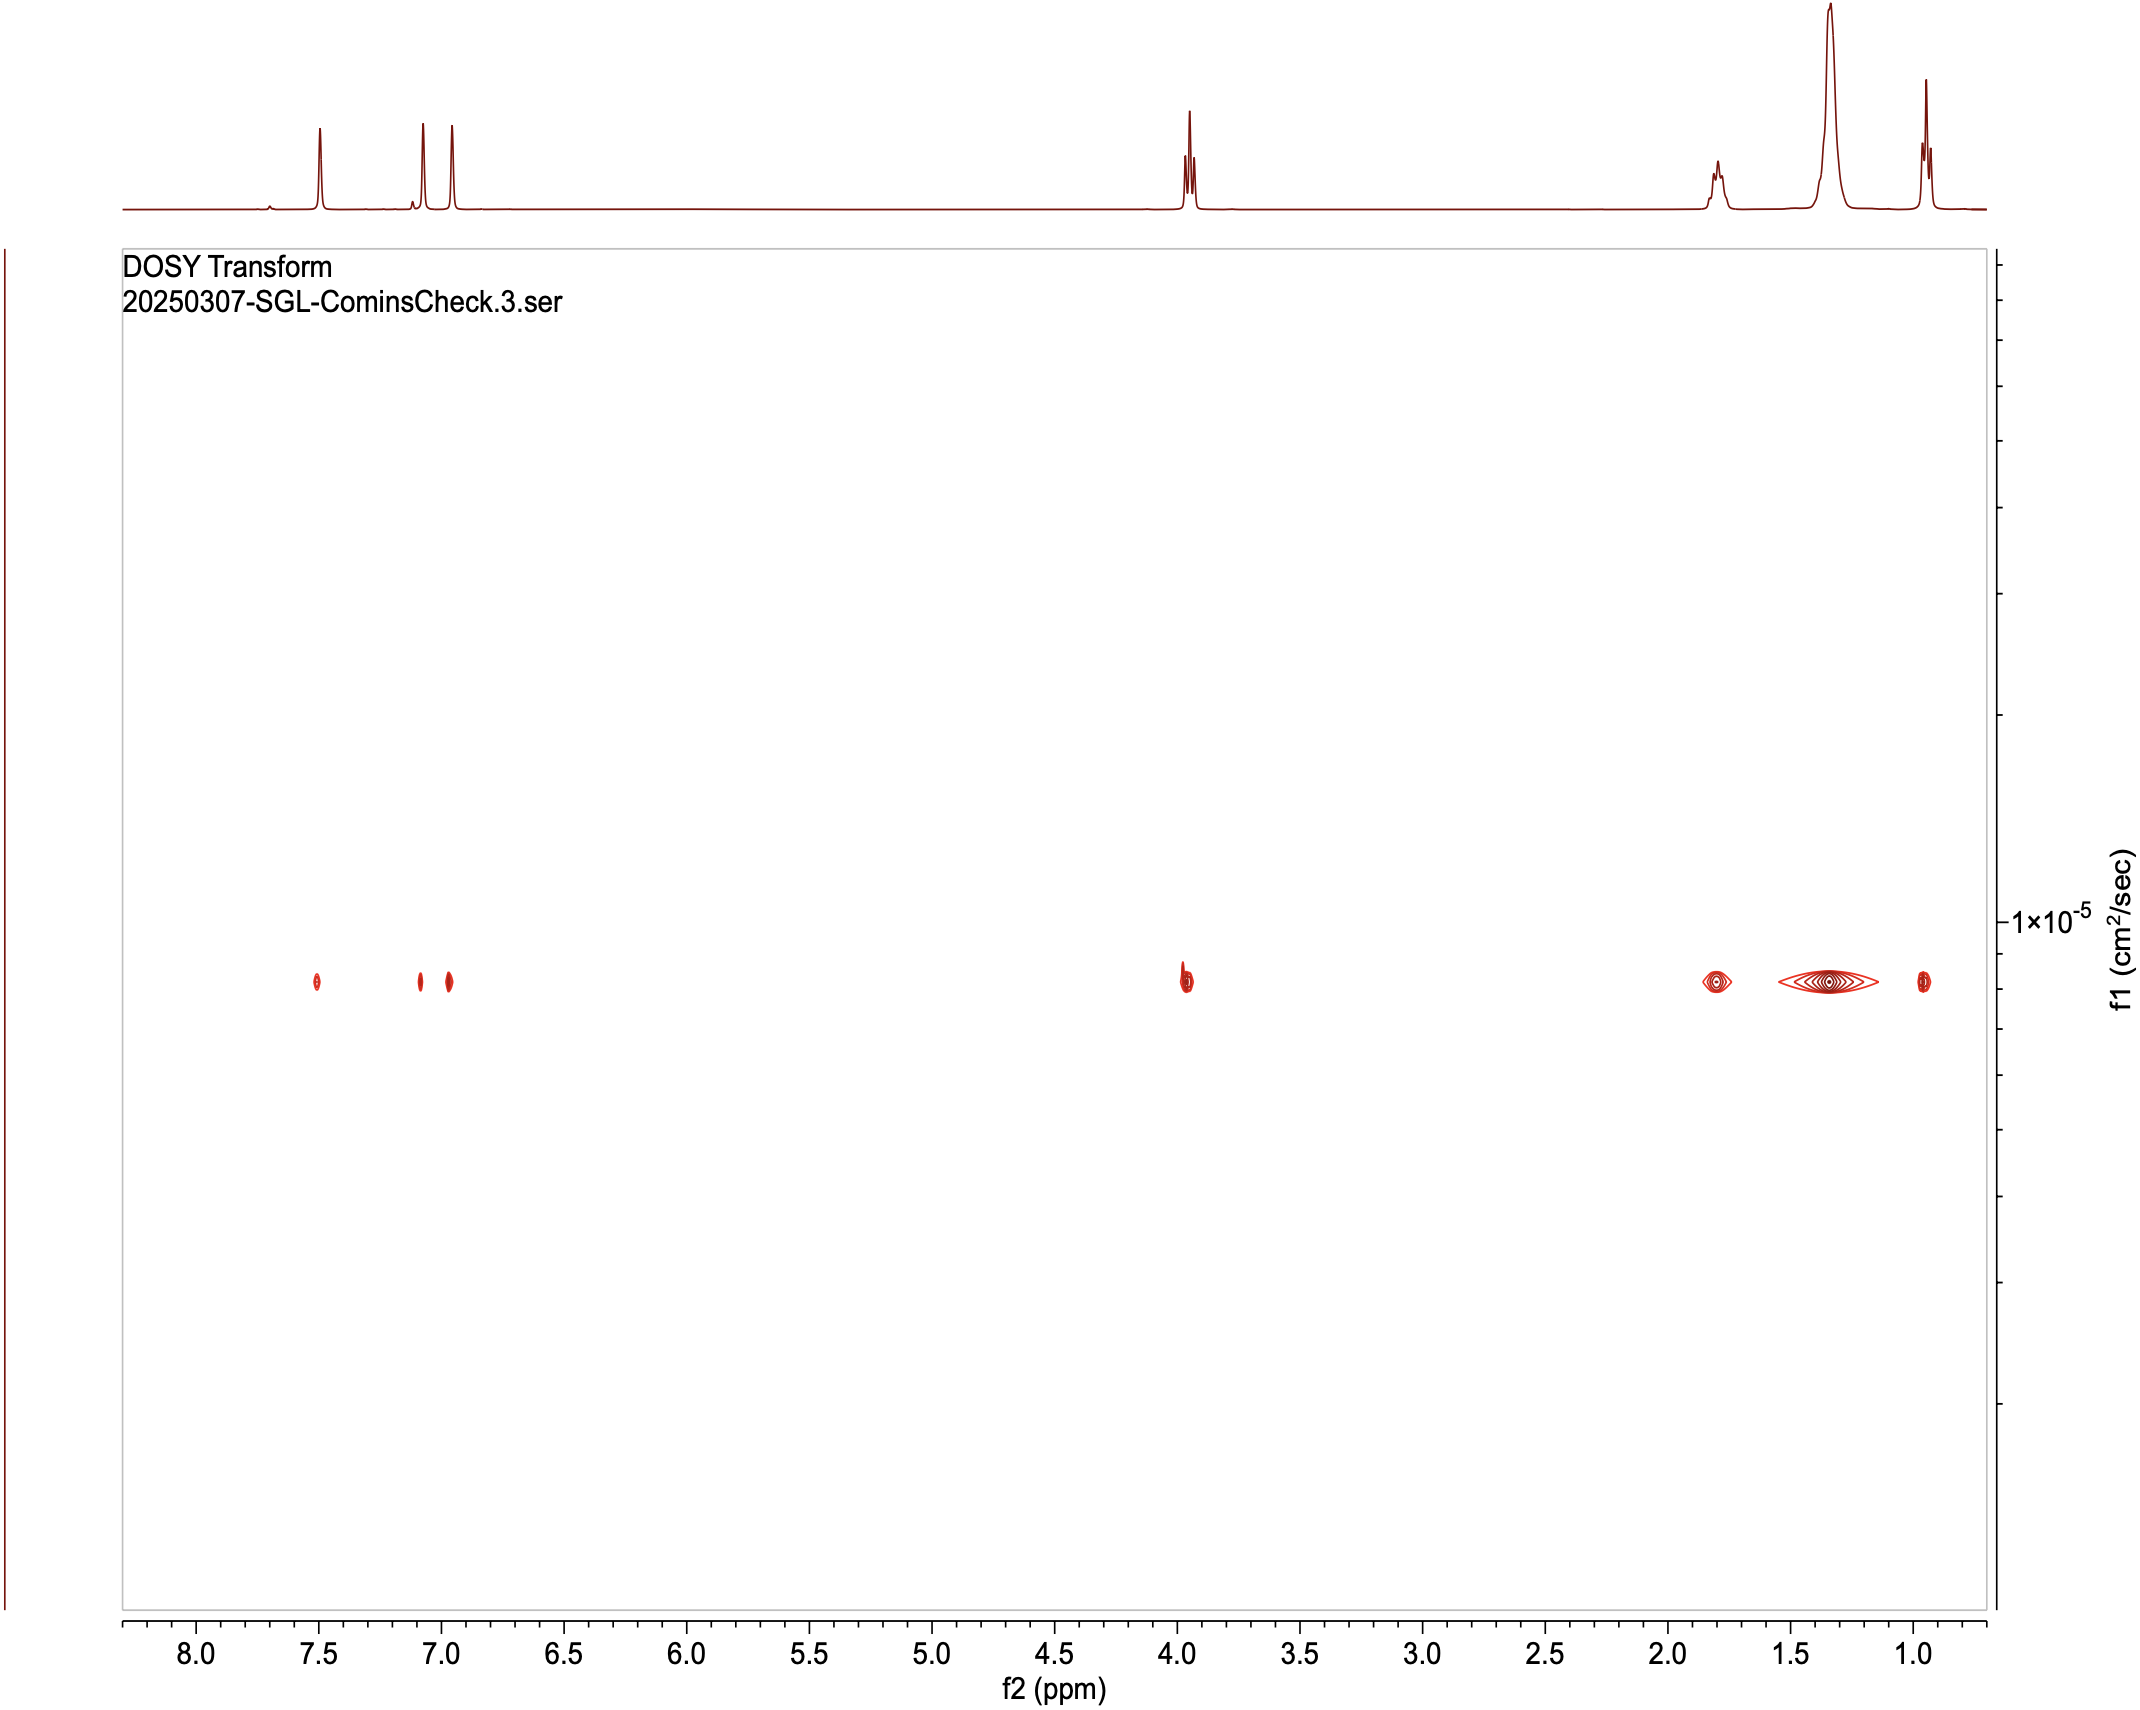 DOSY Transform
20250307-SGL-CominsCheck.3.ser
1×10⁻⁵
f1 (cm²/sec)
8.0 7.5 7.0 6.5 6.0 5.5 5.0 4.5 4.0 3.5 3.0 2.5 2.0 1.5 1.0
f2 (ppm)